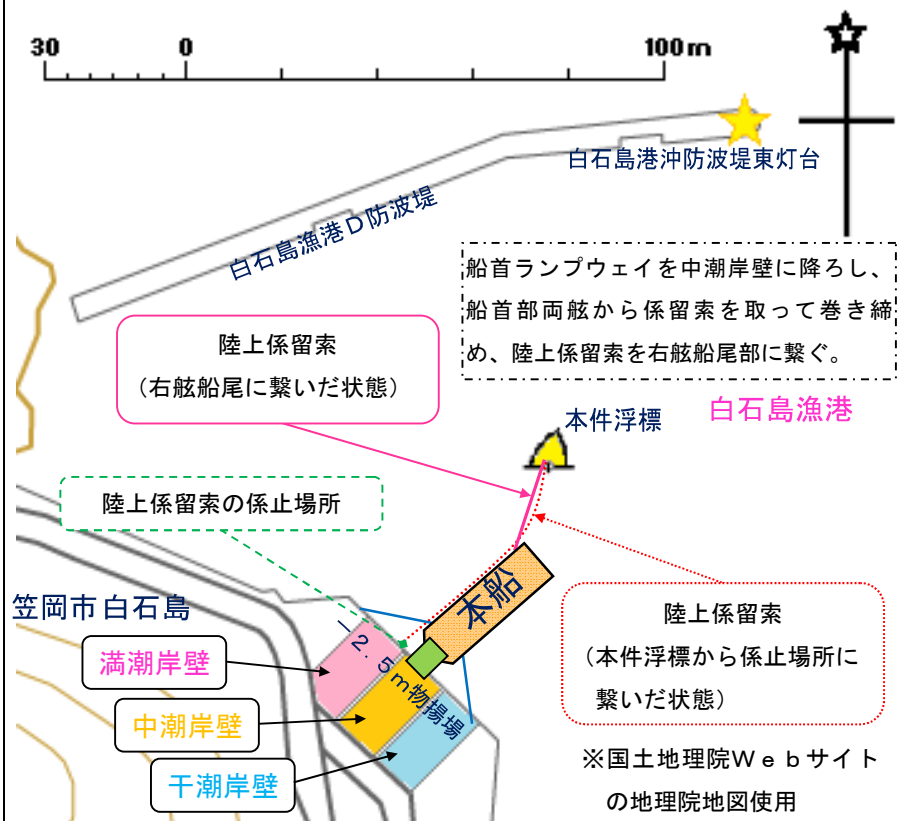 30 0 100m
白石島港沖防波堤東灯台
白石島漁港D防波堤
船首ランプウェイを中潮岸壁に降ろし、
船首部両舷から係留索を取って巻き締
め、陸上係留索を右舷船尾部に繋ぐ。
陸上係留索
（右舷船尾に繋いだ状態）
白石島漁港
本件浮標
陸上係留索の係止場所
本船
笠岡市白石島
－2.5m物揚場
陸上係留索
（本件浮標から係止場所に
繋いだ状態）
満潮岸壁
中潮岸壁
干潮岸壁
※国土地理院Webサイト
の地理院地図使用